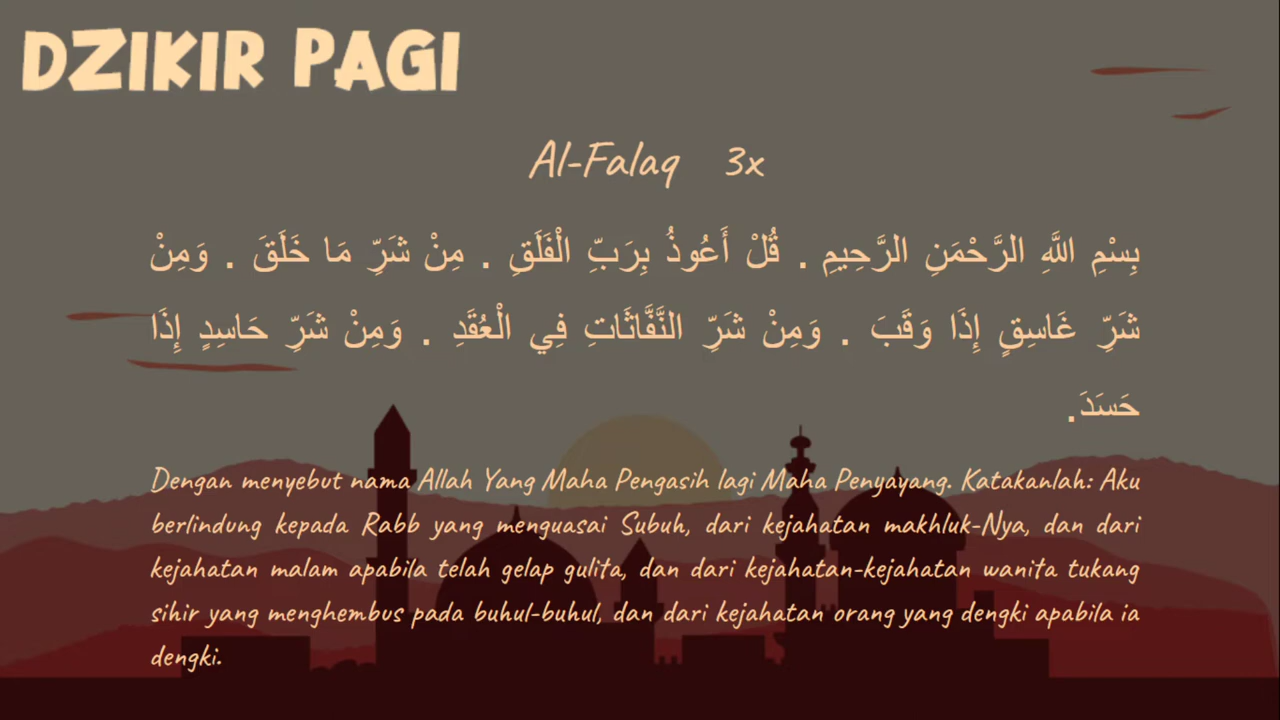 DZIKIR PAGI
Al-Falaq 3x
بِسْمِ اللَّهِ الرَّحْمَنِ الرَّحِيمِ . قُلْ أَعُوذُ بِرَبِّ الْفَلَقِ . مِنْ شَرِّ مَا خَلَقَ . وَمِنْ
شَرِّ غَاسِقٍ إِذَا وَقَبَ . وَمِنْ شَرِّ النَّفَّاثَاتِ فِي الْعُقَدِ . وَمِنْ شَرِّ حَاسِدٍ إِذَا
حَسَدَ.
Dengan menyebut nama Allah Yang Maha Pengasih lagi Maha Penyayang. Katakanlah: Aku
berlindung kepada Rabb yang menguasai Subuh, dari kejahatan makhluk-Nya, dan dari
kejahatan malam apabila telah gelap gulita, dan dari kejahatan-kejahatan wanita tukang
sihir yang menghembus pada buhul-buhul, dan dari kejahatan orang yang dengki apabila ia
dengki.